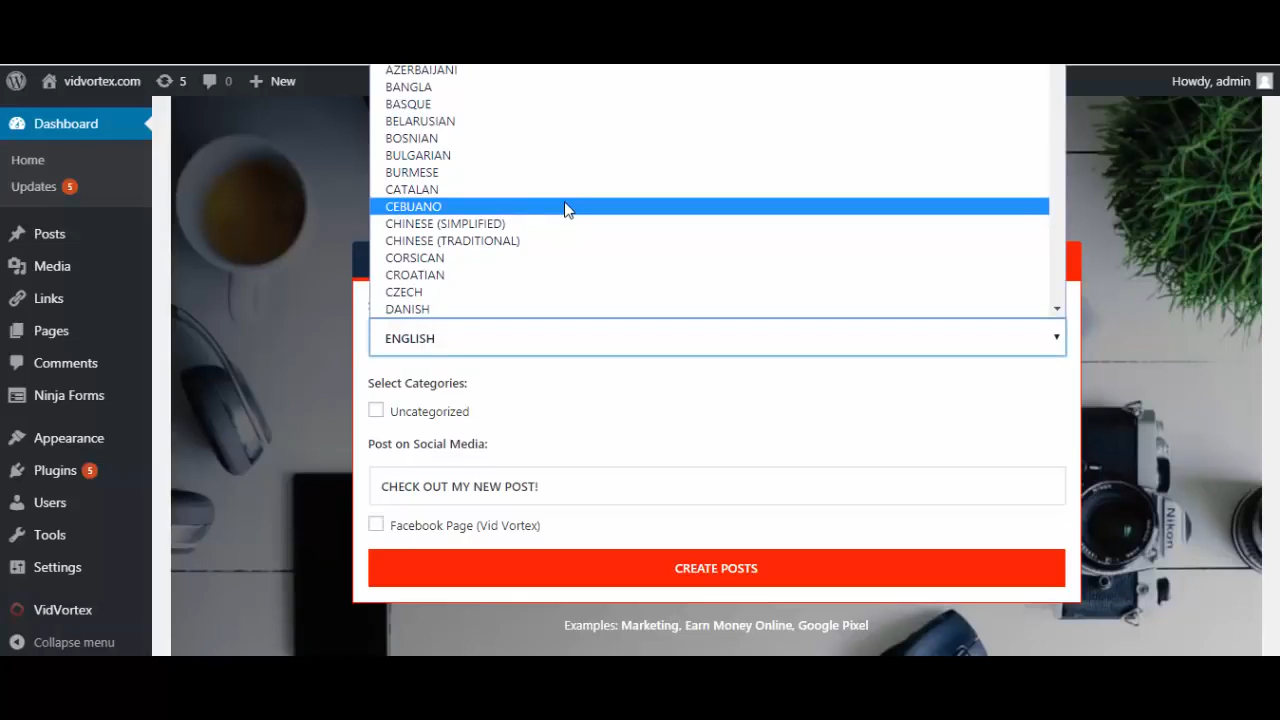 vidvortex.com 5 0 New Howdy, admin
Dashboard
Home
Updates 5
Posts
Media
Links
Pages
Comments
Ninja Forms
Appearance
Plugins 5
Users
Tools
Settings
VidVortex
Collapse menu
AZERBAIJANI
BANGLA
BASQUE
BELARUSIAN
BOSNIAN
BULGARIAN
BURMESE
CATALAN
CEBUANO
CHINESE (SIMPLIFIED)
CHINESE (TRADITIONAL)
CORSICAN
CROATIAN
CZECH
DANISH
ENGLISH
Select Categories:
Uncategorized
Post on Social Media:
CHECK OUT MY NEW POST!
Facebook Page (Vid Vortex)
CREATE POSTS
Examples: Marketing, Earn Money Online, Google Pixel
Nikon